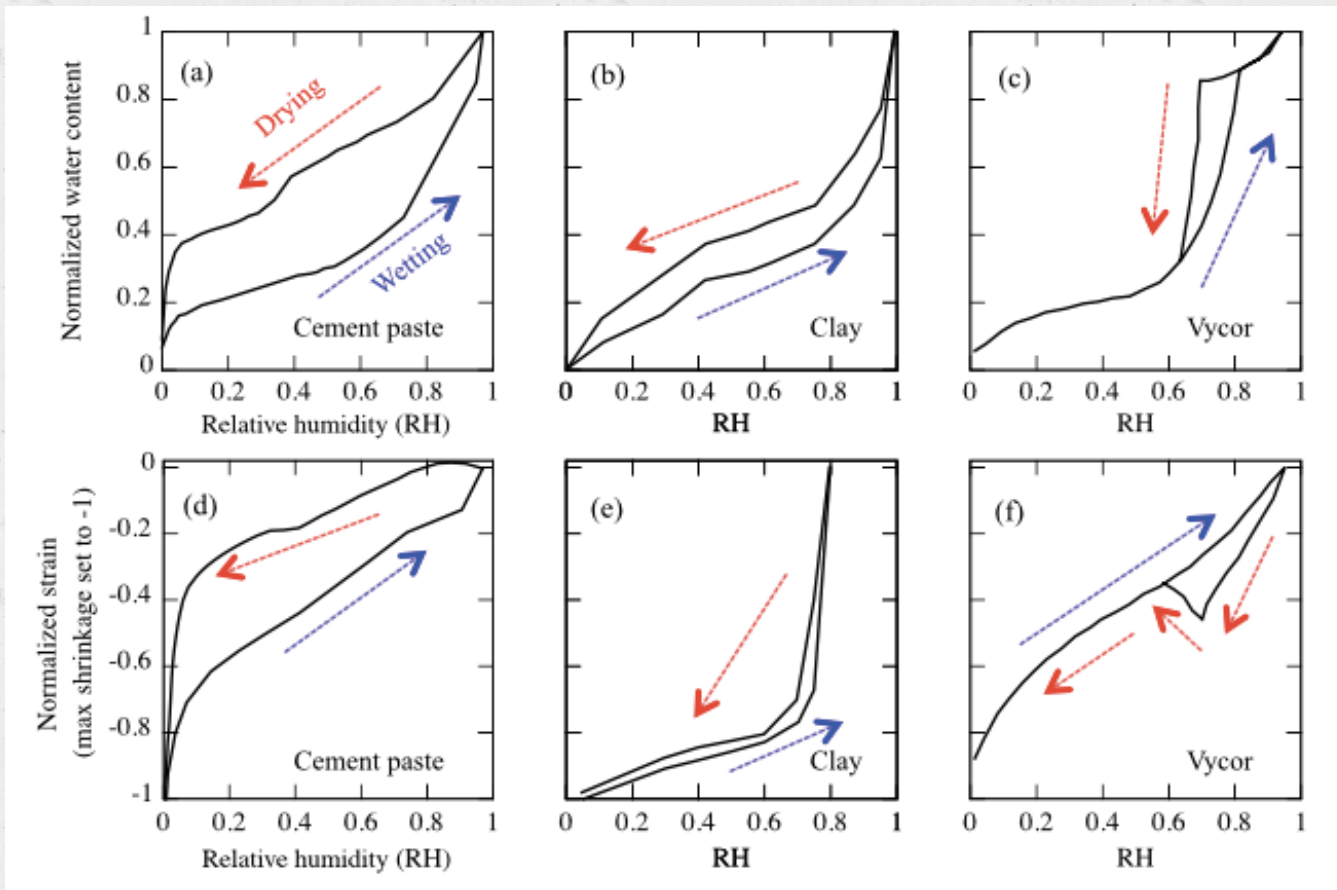 Normalized water content
1
0.8
0.6
0.4
0.2
0
(a)
Drying
Wetting
Cement paste
0 0.2 0.4 0.6 0.8 1
Relative humidity (RH)
(b)
Clay
0 0.2 0.4 0.6 0.8 1
RH
(c)
Vycor
0 0.2 0.4 0.6 0.8 1
RH
Normalized strain
(max shrinkage set to -1)
0
-0.2
-0.4
-0.6
-0.8
-1
(d)
Cement paste
0 0.2 0.4 0.6 0.8 1
Relative humidity (RH)
(e)
Clay
0 0.2 0.4 0.6 0.8 1
RH
(f)
Vycor
0 0.2 0.4 0.6 0.8 1
RH